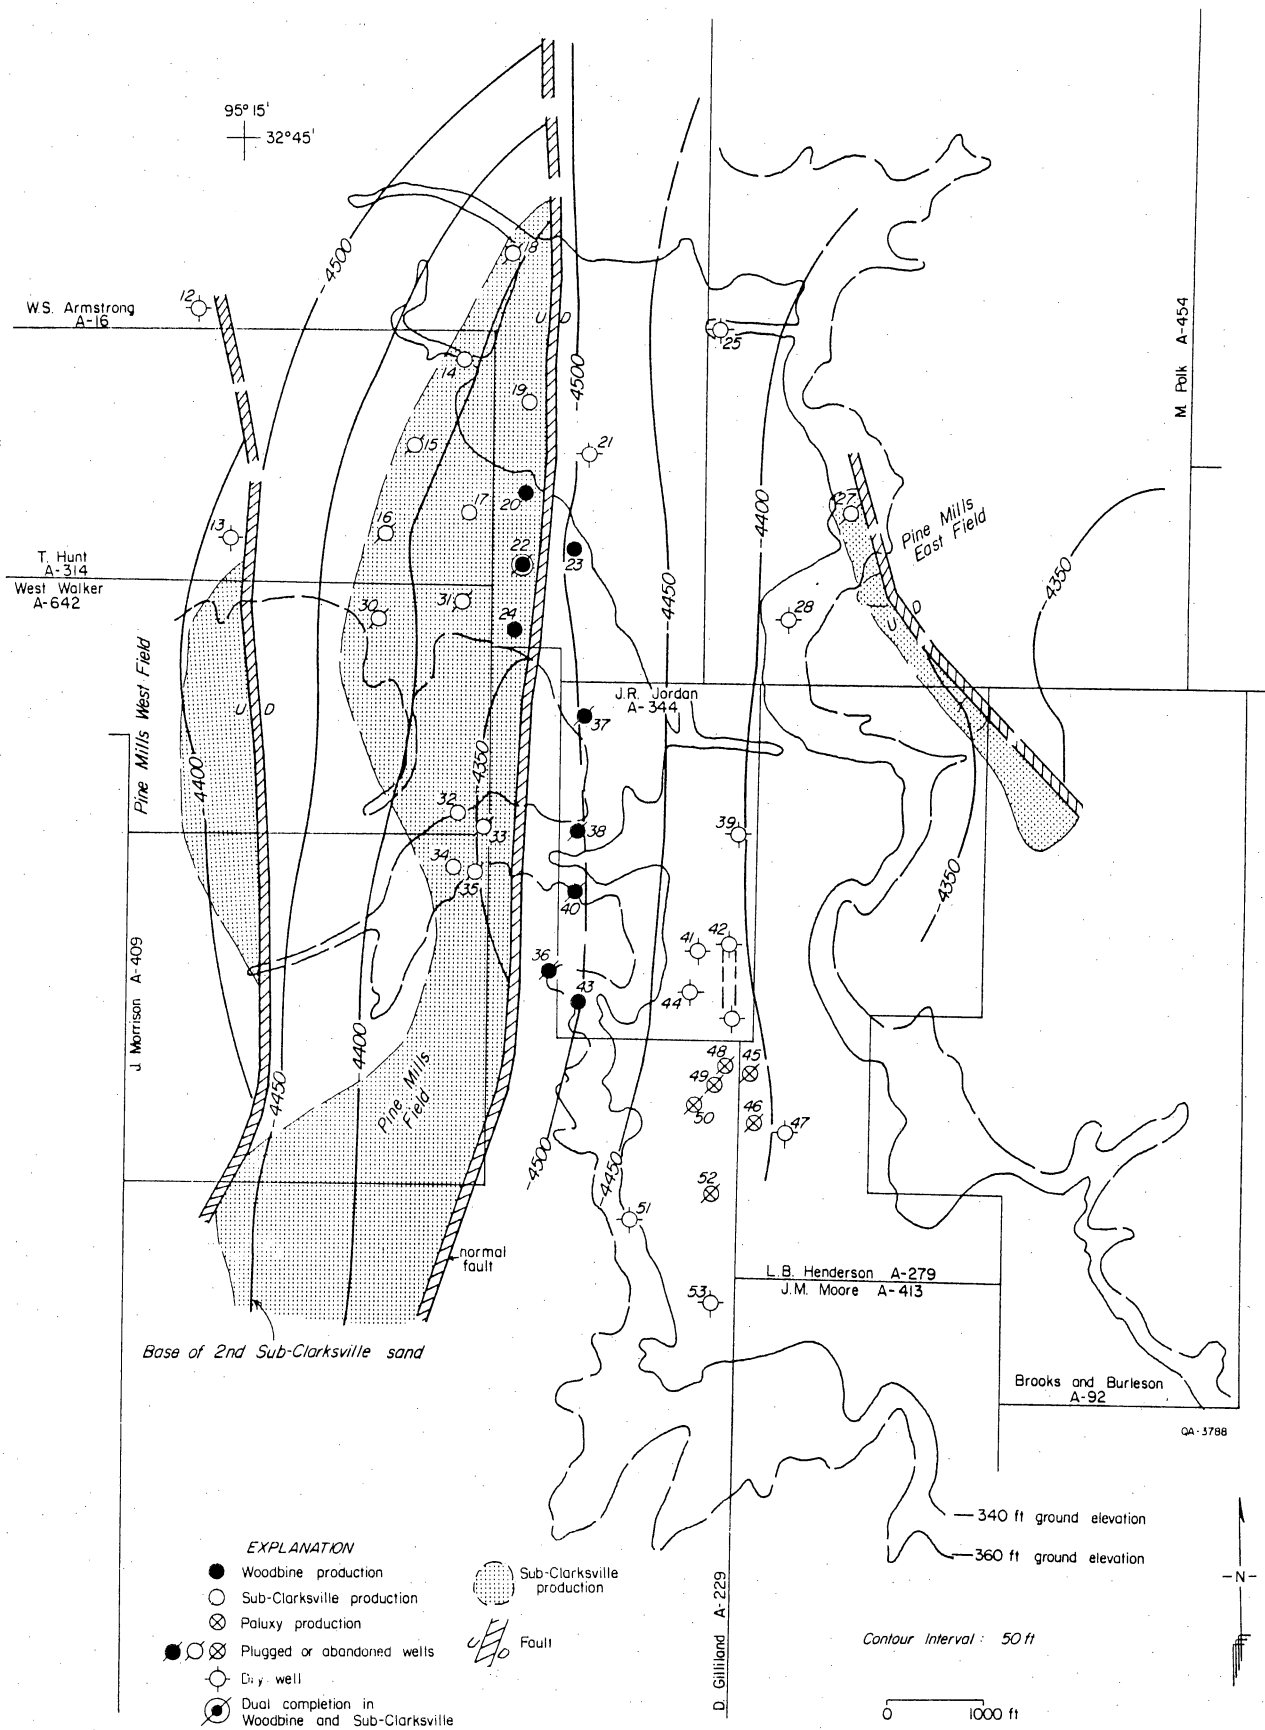 95° 15'
32°45'
-4500
12
W.S. Armstrong
A-16
18
U
D
14
25
M. Polk A-454
-4500
19
15
21
20
17
4400
27
Pine Mills
East Field
16
13
22
23
T. Hunt
A-314
West Walker
A-642
4450
-4350
31
30
24
28
U
D
Pine Mills West Field
U
D
J.R. Jordan
A-344
37
4400
4350
32
33
38
39
34
35
40
-4350
J. Morrison A-409
36
41
42
43
44
-4400
Pine Mills
Field
48
45
49
50
46
47
-4450
-4500
-4450
52
51
normal
fault
L.B. Henderson A-279
J.M. Moore A-413
53
Base of 2nd Sub-Clarksville sand
Brooks and Burleson
A-92
QA-3788
340 ft ground elevation
360 ft ground elevation
EXPLANATION
Woodbine production
Sub-Clarksville production
Paluxy production
Plugged or abandoned wells
Dry well
Dual completion in
Woodbine and Sub-Clarksville
Sub-Clarksville
production
U
D
Fault
D. Gilliland A-229
Contour Interval: 50 ft
-N-
0 1000 ft